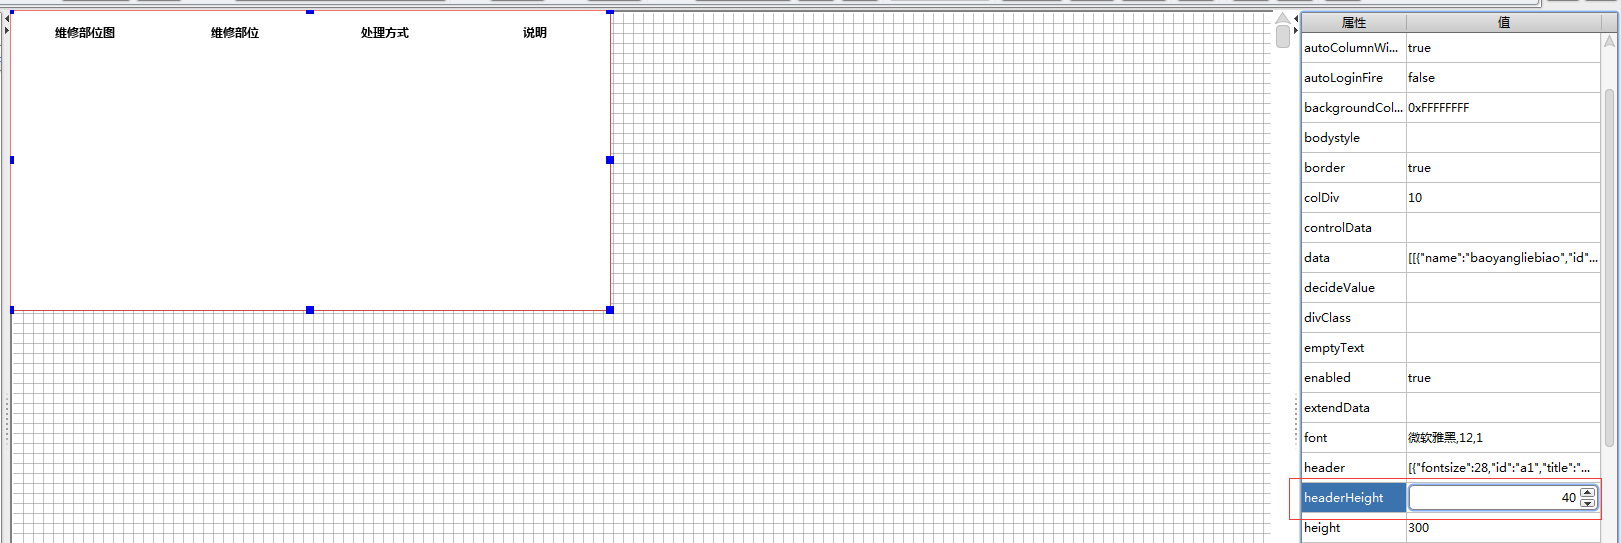 维修部位图 维修部位 处理方式 说明
属性 值
autoColumnWi... true
autoLoginFire false
backgroundCol... 0xFFFFFFFF
bodystyle
border true
colDiv 10
controlData
data [[{"name":"baoyangliebiao","id"...
decideValue
divClass
emptyText
enabled true
extendData
font 微软雅黑,12,1
header [{"fontsize":28,"id":"a1","title":"...
headerHeight 40
height 300